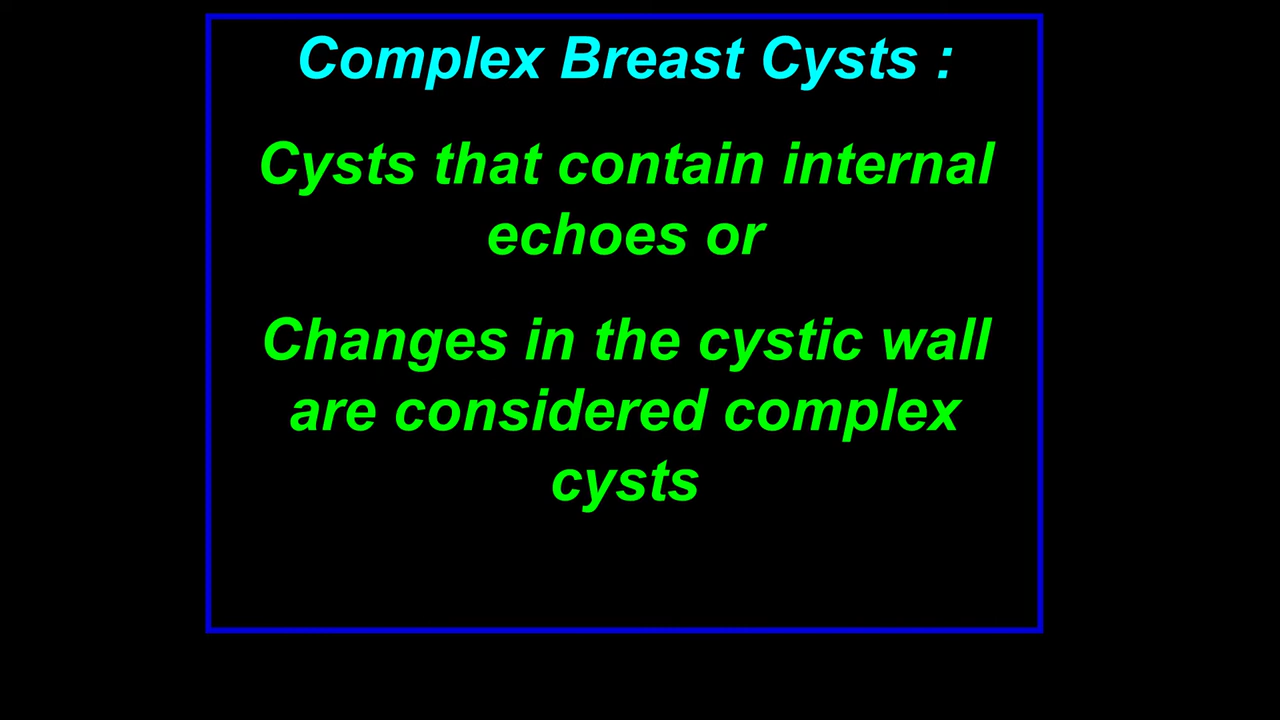 Complex Breast Cysts :
Cysts that contain internal
echoes or
Changes in the cystic wall
are considered complex
cysts